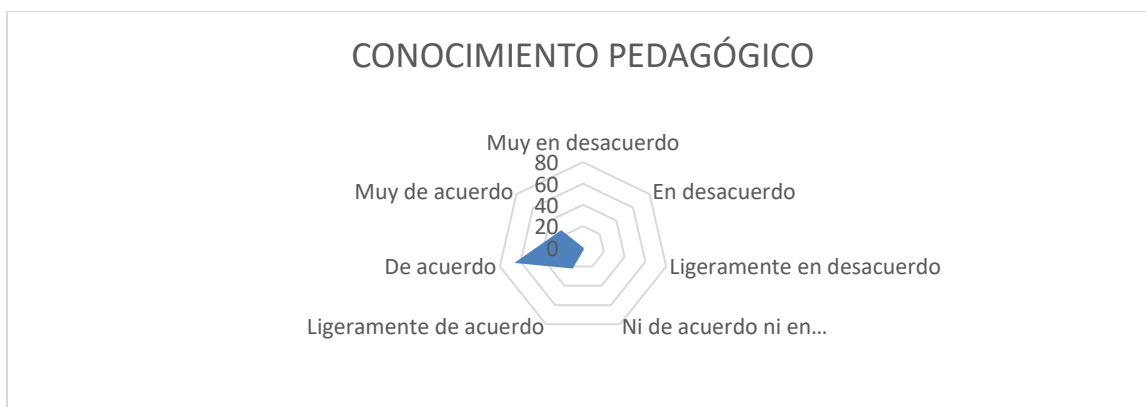 CONOCIMIENTO PEDAGÓGICO
Muy en desacuerdo
80
Muy de acuerdo
60
En desacuerdo
40
20
0
De acuerdo
Ligeramente en desacuerdo
Ligeramente de acuerdo
Ni de acuerdo ni en…